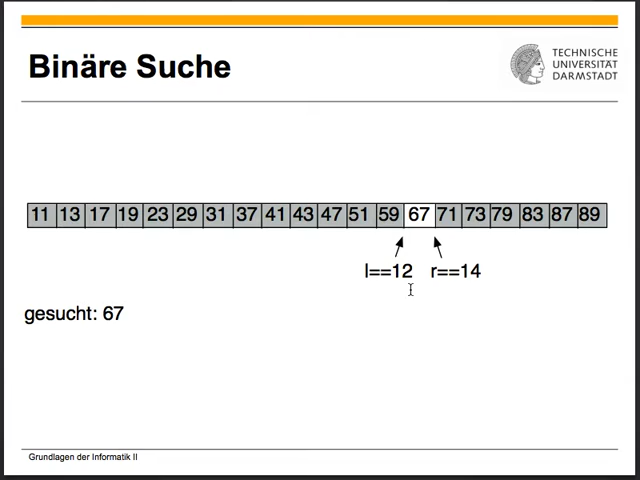 Binäre Suche
TECHNISCHE
UNIVERSITÄT
DARMSTADT
11 13 17 19 23 29 31 37 41 43 47 51 59 67 71 73 79 83 87 89
l==12 r==14
gesucht: 67
Grundlagen der Informatik II